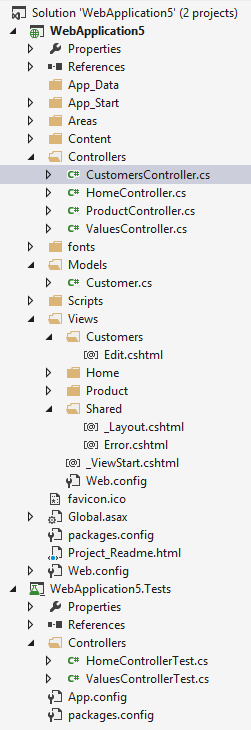 Solution 'WebApplication5' (2 projects)
WebApplication5
Properties
References
App_Data
App_Start
Areas
Content
Controllers
C# CustomersController.cs
C# HomeController.cs
C# ProductController.cs
C# ValuesController.cs
fonts
Models
C# Customer.cs
Scripts
Views
Customers
[@] Edit.cshtml
Home
Product
Shared
[@] _Layout.cshtml
[@] Error.cshtml
[@] _ViewStart.cshtml
Web.config
favicon.ico
Global.asax
packages.config
Project_Readme.html
Web.config
WebApplication5.Tests
Properties
References
Controllers
C# HomeControllerTest.cs
C# ValuesControllerTest.cs
App.config
packages.config